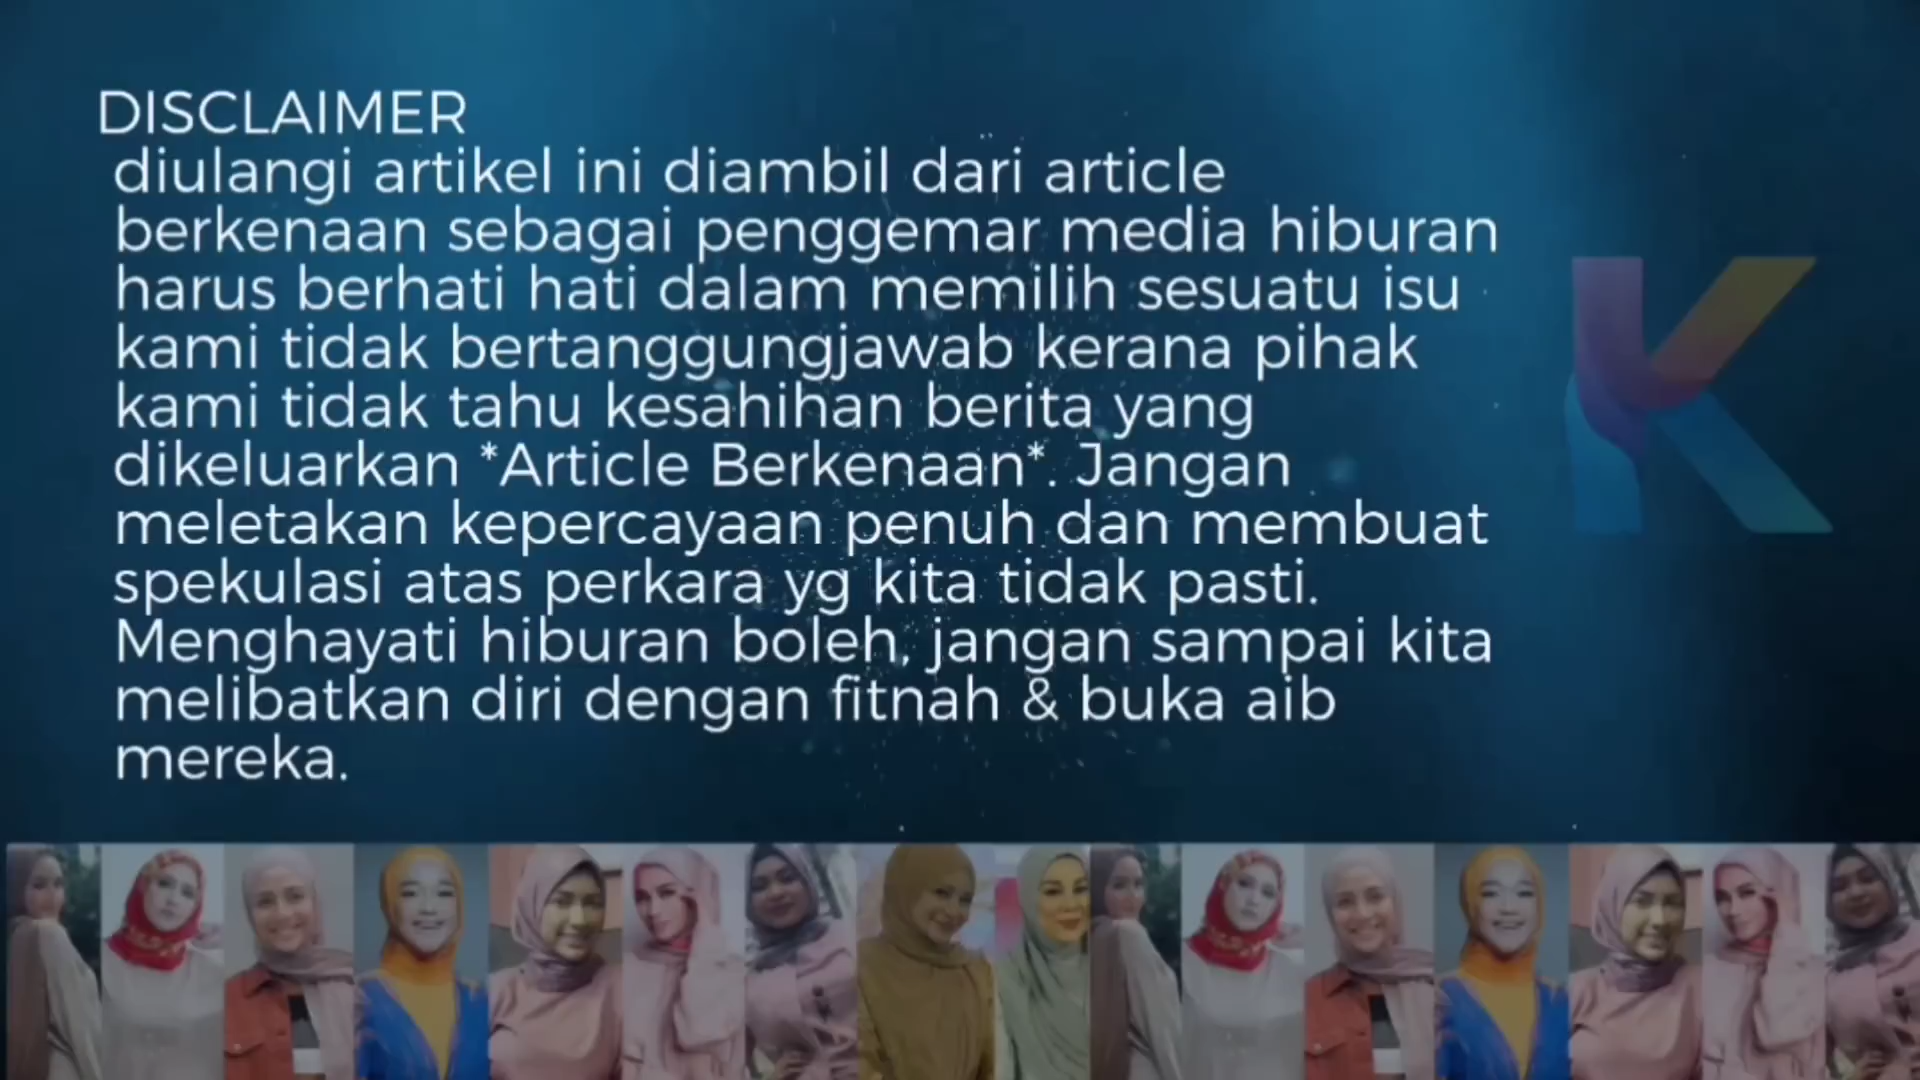 DISCLAIMER
diulangi artikel ini diambil dari article
berkenaan sebagai penggemar media hiburan
harus berhati hati dalam memilih sesuatu isu
kami tidak bertanggungjawab kerana pihak
kami tidak tahu kesahihan berita yang
dikeluarkan *Article Berkenaan*. Jangan
meletakan kepercayaan penuh dan membuat
spekulasi atas perkara yg kita tidak pasti.
Menghayati hiburan boleh, jangan sampai kita
melibatkan diri dengan fitnah & buka aib
mereka.
K